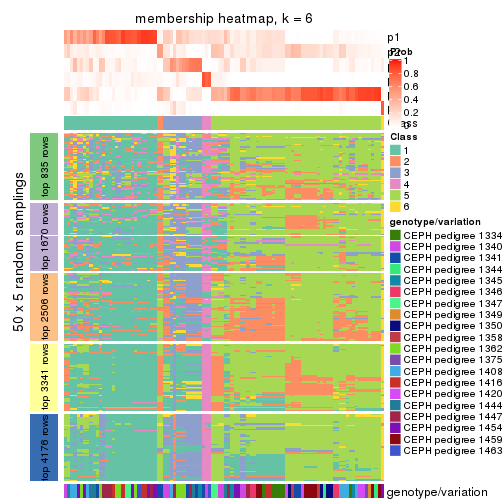 membership heatmap, k = 6
p1
Prob
1
0.8
0.6
0.4
0.2
0
Class
1
2
3
4
5
6
50 x 5 random samplings
top 835 rows
top 1670 rows
top 2506 rows
top 3341 rows
top 4176 rows
genotype/variation
CEPH pedigree 1334
CEPH pedigree 1340
CEPH pedigree 1341
CEPH pedigree 1344
CEPH pedigree 1345
CEPH pedigree 1346
CEPH pedigree 1347
CEPH pedigree 1349
CEPH pedigree 1350
CEPH pedigree 1358
CEPH pedigree 1362
CEPH pedigree 1375
CEPH pedigree 1408
CEPH pedigree 1416
CEPH pedigree 1420
CEPH pedigree 1444
CEPH pedigree 1447
CEPH pedigree 1454
CEPH pedigree 1459
CEPH pedigree 1463
genotype/variation